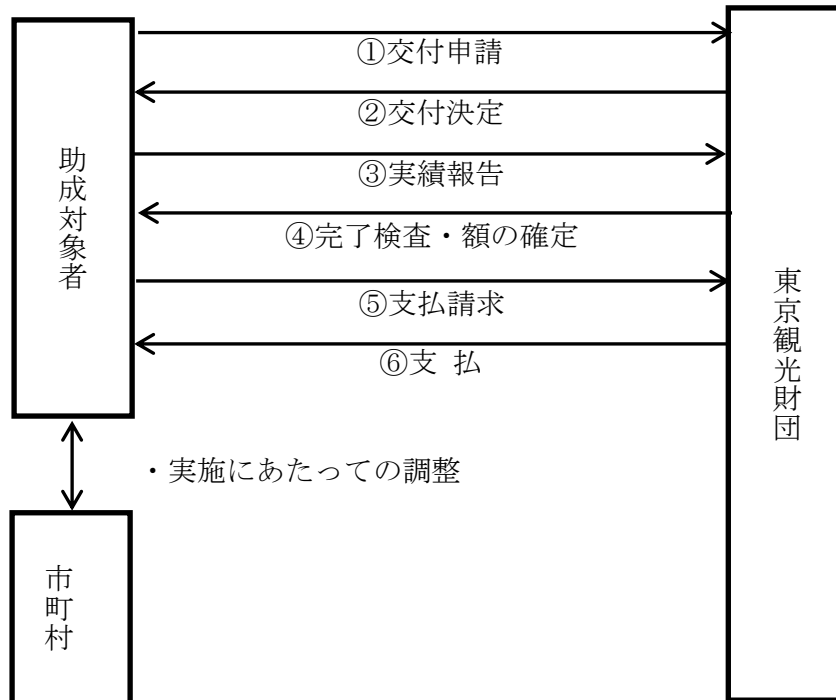 ①交付申請
②交付決定
③実績報告
④完了検査・額の確定
⑤支払請求
⑥支 払
助成対象者
東京観光財団
・実施にあたっての調整
市町村